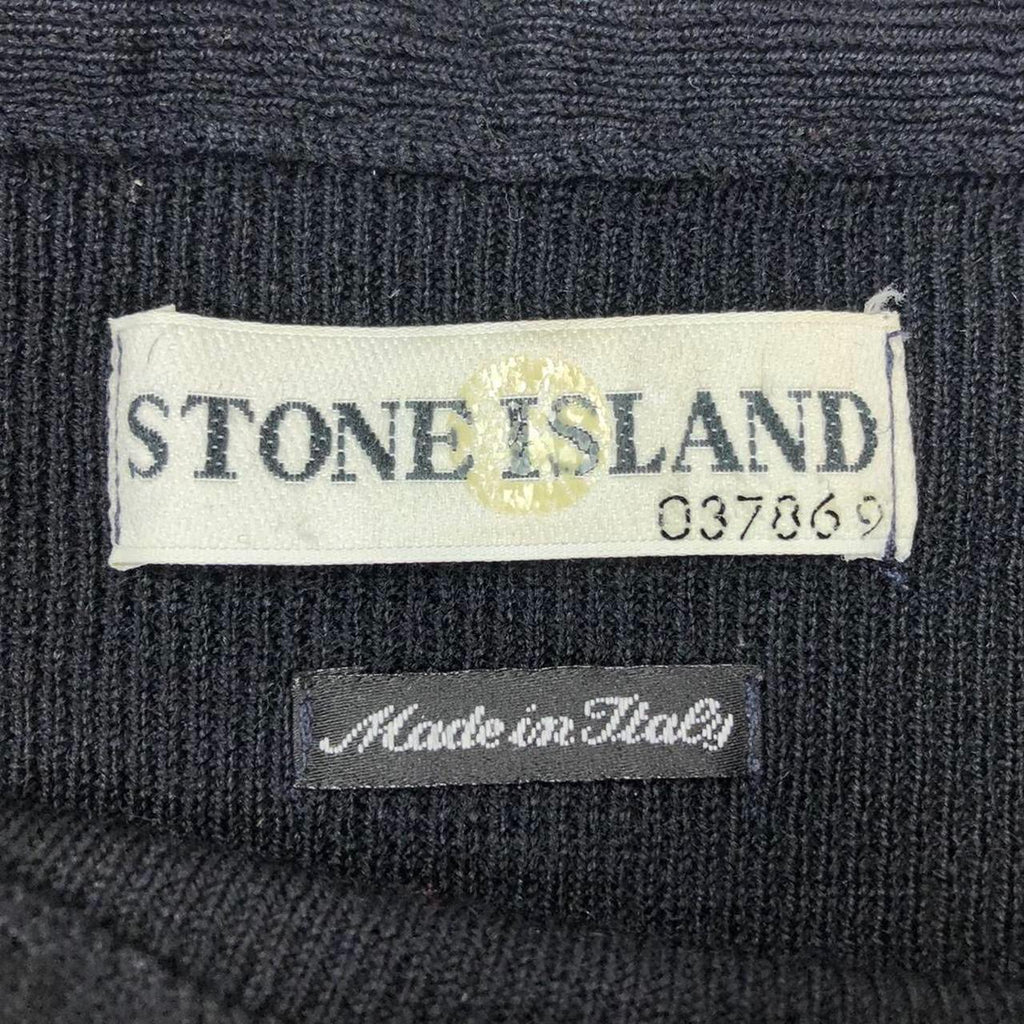 STONE ISLAND
037869
Made in Italy